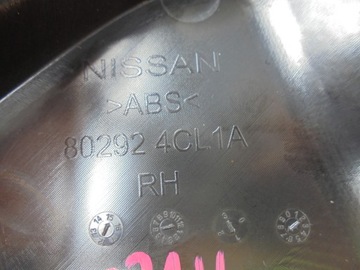 NISSAN
>ABS<
80292 4CL1A
RH